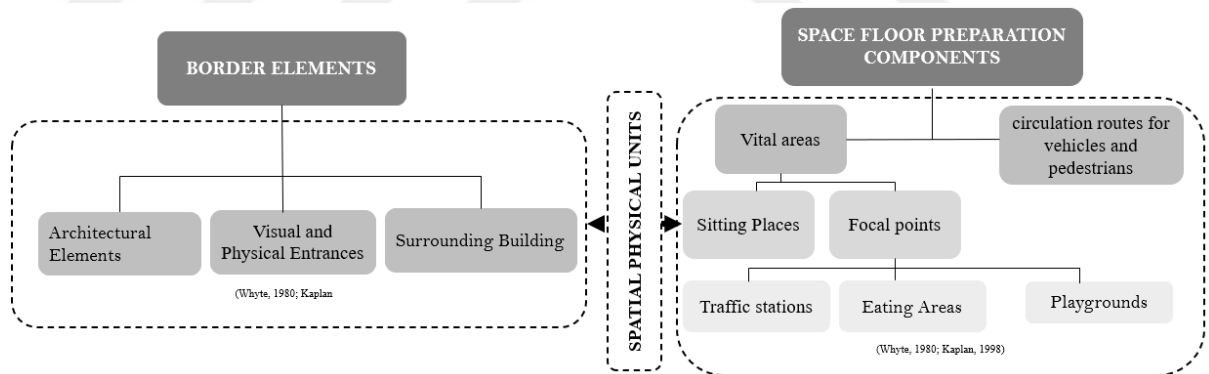 BORDER ELEMENTS
Architectural
Elements
Visual and
Physical Entrances
Surrounding Building
(Whyte, 1980; Kaplan
SPATIAL PHYSICAL UNITS
SPACE FLOOR PREPARATION
COMPONENTS
Vital areas
circulation routes for
vehicles and
pedestrians
Sitting Places
Focal points
Traffic stations
Eating Areas
Playgrounds
(Whyte, 1980; Kaplan, 1998)